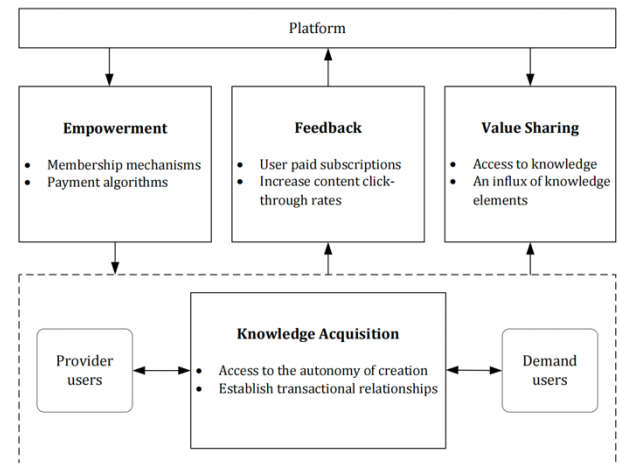 Platform
Empowerment
• Membership mechanisms
• Payment algorithms
Feedback
• User paid subscriptions
• Increase content click-
through rates
Value Sharing
• Access to knowledge
• An influx of knowledge
elements
Provider
users
Knowledge Acquisition
• Access to the autonomy of creation
• Establish transactional relationships
Demand
users